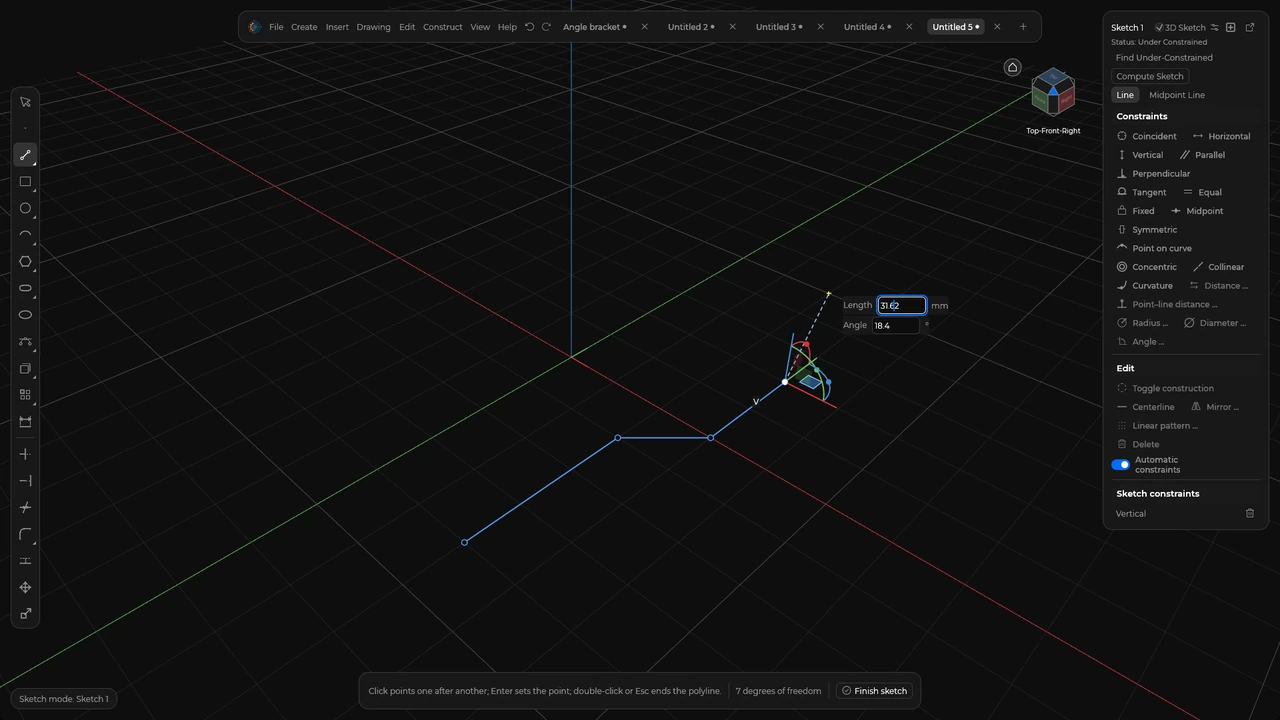 File Create Insert Drawing Edit Construct View Help Angle bracket Untitled 2 Untitled 3 Untitled 4 Untitled 5
Sketch 1 3D Sketch
Status: Under Constrained
Find Under-Constrained
Compute Sketch
Line Midpoint Line
Constraints
Coincident Horizontal
Vertical Parallel
Perpendicular
Tangent Equal
Fixed Midpoint
Symmetric
Point on curve
Concentric Collinear
Curvature Distance ...
Point-line distance ...
Radius ... Diameter ...
Angle ...
Edit
Toggle construction
Centerline Mirror ...
Linear pattern ...
Delete
Automatic
constraints
Sketch constraints
Vertical
Right
Top-Front-Right
Length 31.62 mm
Angle 18.4 °
V
Click points one after another; Enter sets the point; double-click or Esc ends the polyline. 7 degrees of freedom Finish sketch
Sketch mode: Sketch 1